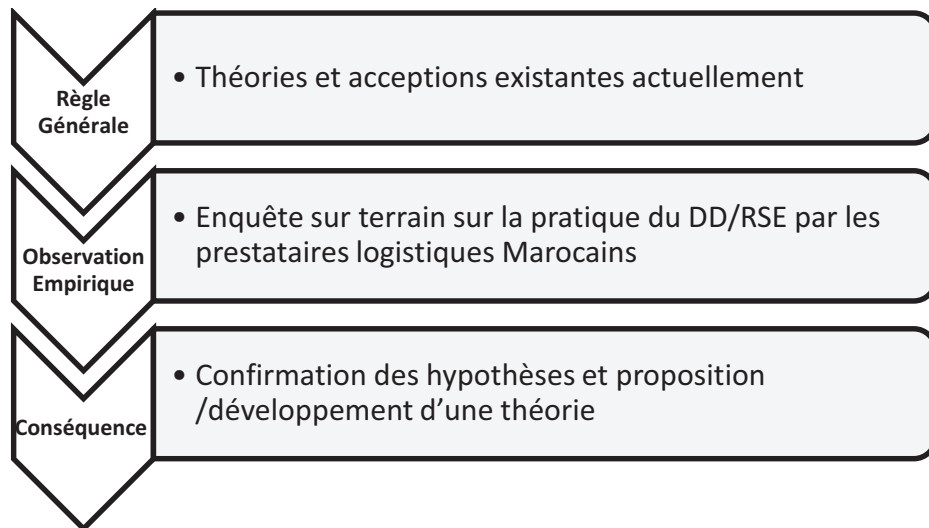 Règle
Générale
• Théories et acceptions existantes actuellement
Observation
Empirique
• Enquête sur terrain sur la pratique du DD/RSE par les
prestataires logistiques Marocains
Conséquence
• Confirmation des hypothèses et proposition
/développement d’une théorie